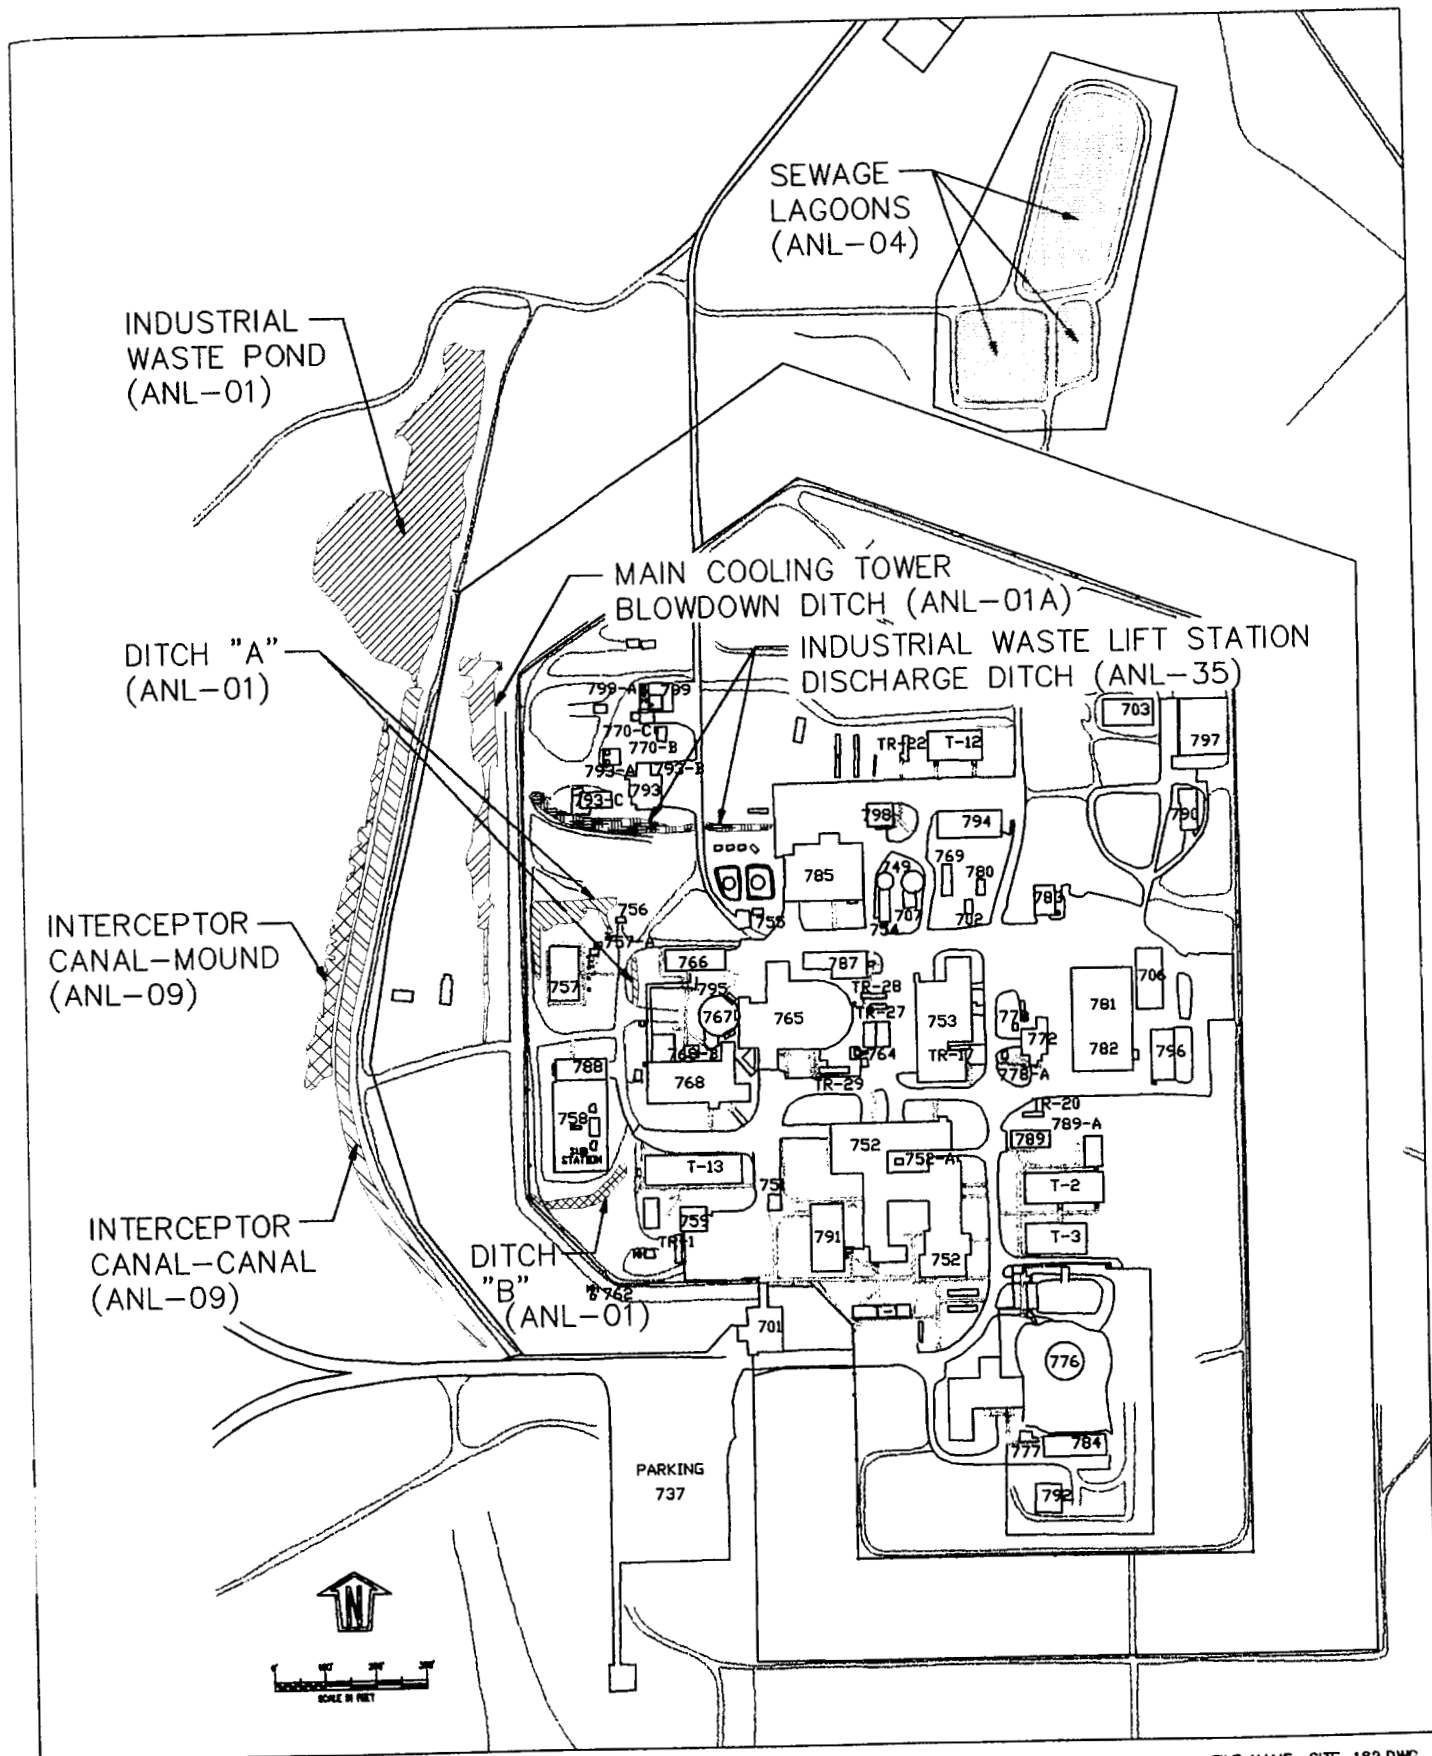 SEWAGE
LAGOONS
(ANL-04)
INDUSTRIAL
WASTE POND
(ANL-01)
MAIN COOLING TOWER
BLOWDOWN DITCH (ANL-01A)
INDUSTRIAL WASTE LIFT STATION
DISCHARGE DITCH (ANL-35)
DITCH "A"
(ANL-01)
799-A
799
703
797
770-C
770-B
TR-22
T-12
793-A
793-B
793
793-C
798
794
790
785
749
769
780
783
754
707
702
756
755
757-A
INTERCEPTOR
CANAL-MOUND
(ANL-09)
757
766
787
706
795
TR-28
767
765
TR-27
753
781
772
768-B
764
TR-17
782
796
788
768
TR-29
778-A
758
STATION
752
752-A
789
789-A
T-13
T-2
759
791
T-3
TR-1
752
INTERCEPTOR
CANAL-CANAL
(ANL-09)
DITCH
"B"
(ANL-01)
762
701
776
777
784
792
PARKING
737
N
SCALE IN FEET